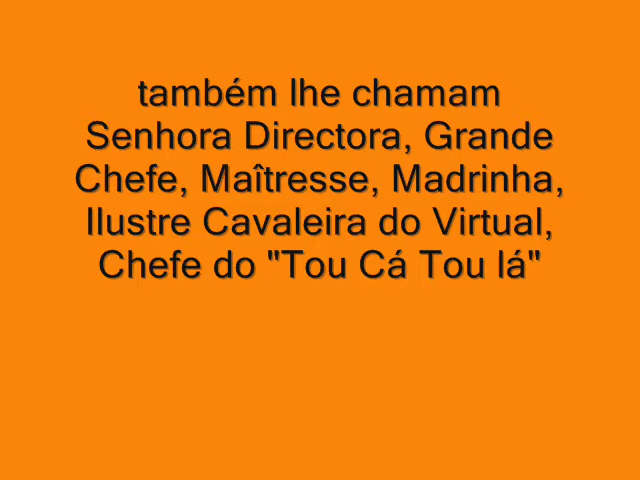 também lhe chamam
Senhora Directora, Grande
Chefe, Maîtresse, Madrinha,
Ilustre Cavaleira do Virtual,
Chefe do "Tou Cá Tou lá"